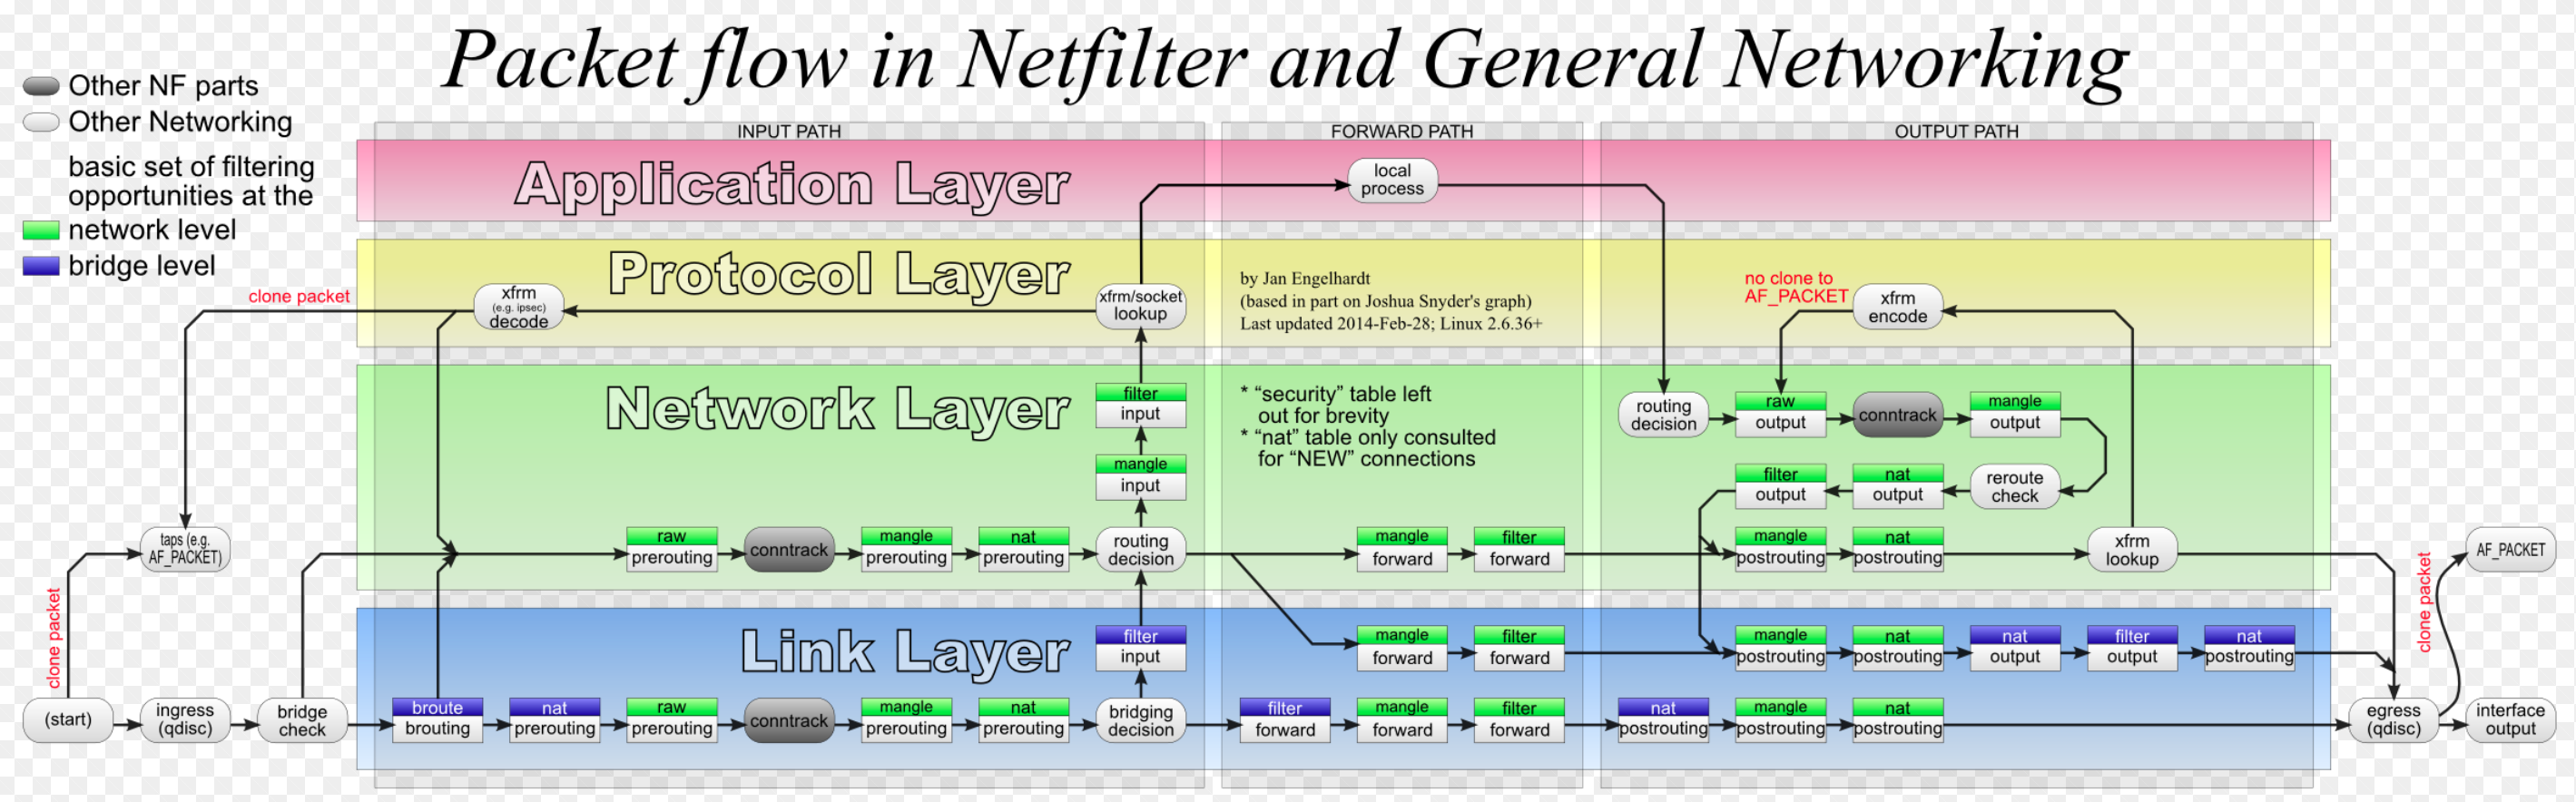 Packet flow in Netfilter and General Networking
Other NF parts
Other Networking
basic set of filtering
opportunities at the
network level
bridge level
INPUT PATH
FORWARD PATH
OUTPUT PATH
Application Layer
local
process
Protocol Layer
clone packet
xfrm
(e.g. ipsec)
decode
xfrm/socket
lookup
by Jan Engelhardt
(based in part on Joshua Snyder's graph)
Last updated 2014-Feb-28; Linux 2.6.36+
no clone to
AF_PACKET
xfrm
encode
Network Layer
filter
input
mangle
input
* “security” table left
out for brevity
* “nat” table only consulted
for “NEW” connections
routing
decision
raw
output
conntrack
mangle
output
filter
output
nat
output
reroute
check
taps (e.g.
AF_PACKET)
raw
prerouting
conntrack
mangle
prerouting
nat
prerouting
routing
decision
mangle
forward
filter
forward
mangle
postrouting
nat
postrouting
xfrm
lookup
AF_PACKET
clone packet
clone packet
Link Layer
filter
input
mangle
forward
filter
forward
mangle
postrouting
nat
postrouting
nat
output
filter
output
nat
postrouting
(start)
ingress
(qdisc)
bridge
check
broute
brouting
nat
prerouting
raw
prerouting
conntrack
mangle
prerouting
nat
prerouting
bridging
decision
filter
forward
mangle
forward
filter
forward
nat
postrouting
mangle
postrouting
nat
postrouting
egress
(qdisc)
interface
output